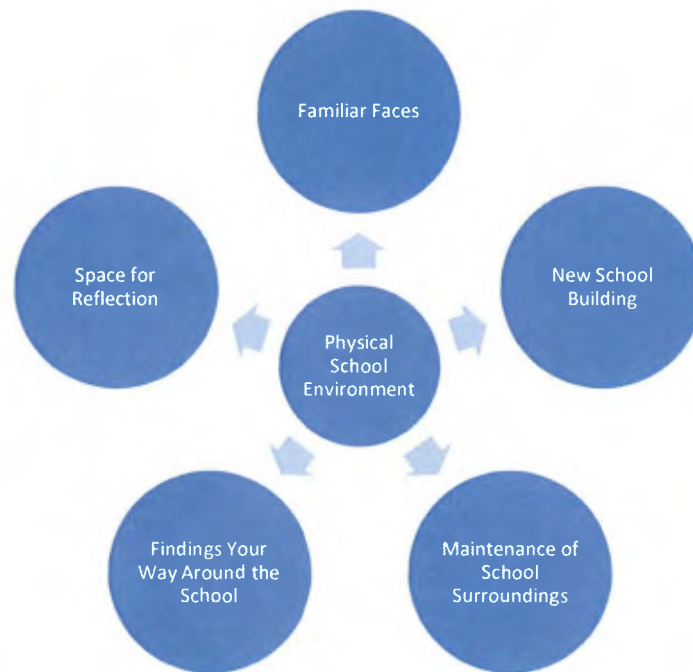 Familiar Faces
Space for
Reflection
New School
Building
Physical
School
Environment
Findings Your
Way Around the
School
Maintenance of
School
Surroundings